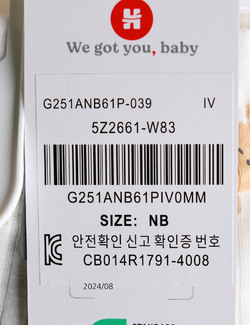 We got you, baby
G251ANB61P-039 IV
5Z2661-W83
G251ANB61PIV0MM
SIZE: NB
안전확인 신고 확인증 번호
CB014R1791-4008
2024/08